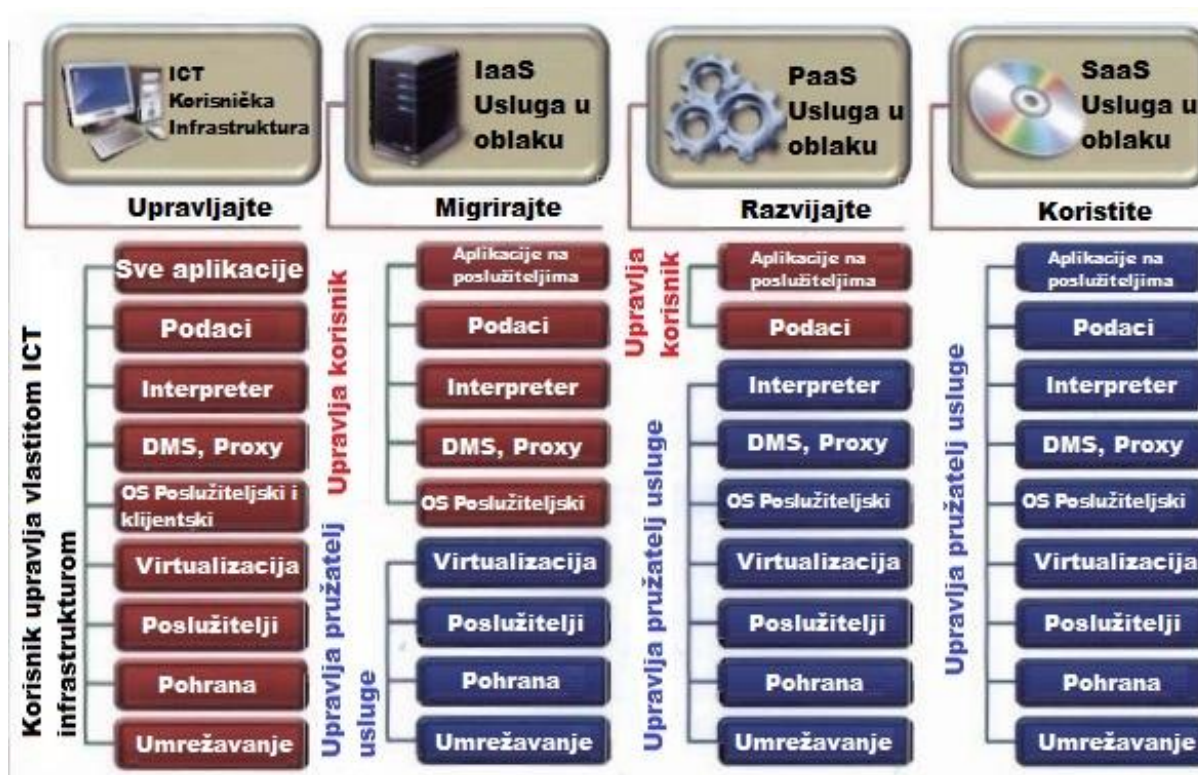 ICT
Korisnička
Infrastruktura
Upravljajte
Korisnik upravlja vlastitom ICT
infrastrukturom
Sve aplikacije
Podaci
Interpreter
DMS, Proxy
OS Poslužiteljski i
klijentski
Virtualizacija
Poslužitelji
Pohrana
Umrežavanje
IaaS
Usluga u
oblaku
Migrirajte
Upravlja korisnik
Upravlja pružatelj
usluge
Aplikacije na
poslužiteljima
Podaci
Interpreter
DMS, Proxy
OS Poslužiteljski
Virtualizacija
Poslužitelji
Pohrana
Umrežavanje
PaaS
Usluga u
oblaku
Razvijajte
Upravlja
korisnik
Upravlja pružatelj usluge
Aplikacije na
poslužiteljima
Podaci
Interpreter
DMS, Proxy
OS Poslužiteljski
Virtualizacija
Poslužitelji
Pohrana
Umrežavanje
SaaS
Usluga u
oblaku
Koristite
Upravlja pružatelj usluge
Aplikacije na
poslužiteljima
Podaci
Interpreter
DMS, Proxy
OS Poslužiteljski
Virtualizacija
Poslužitelji
Pohrana
Umrežavanje